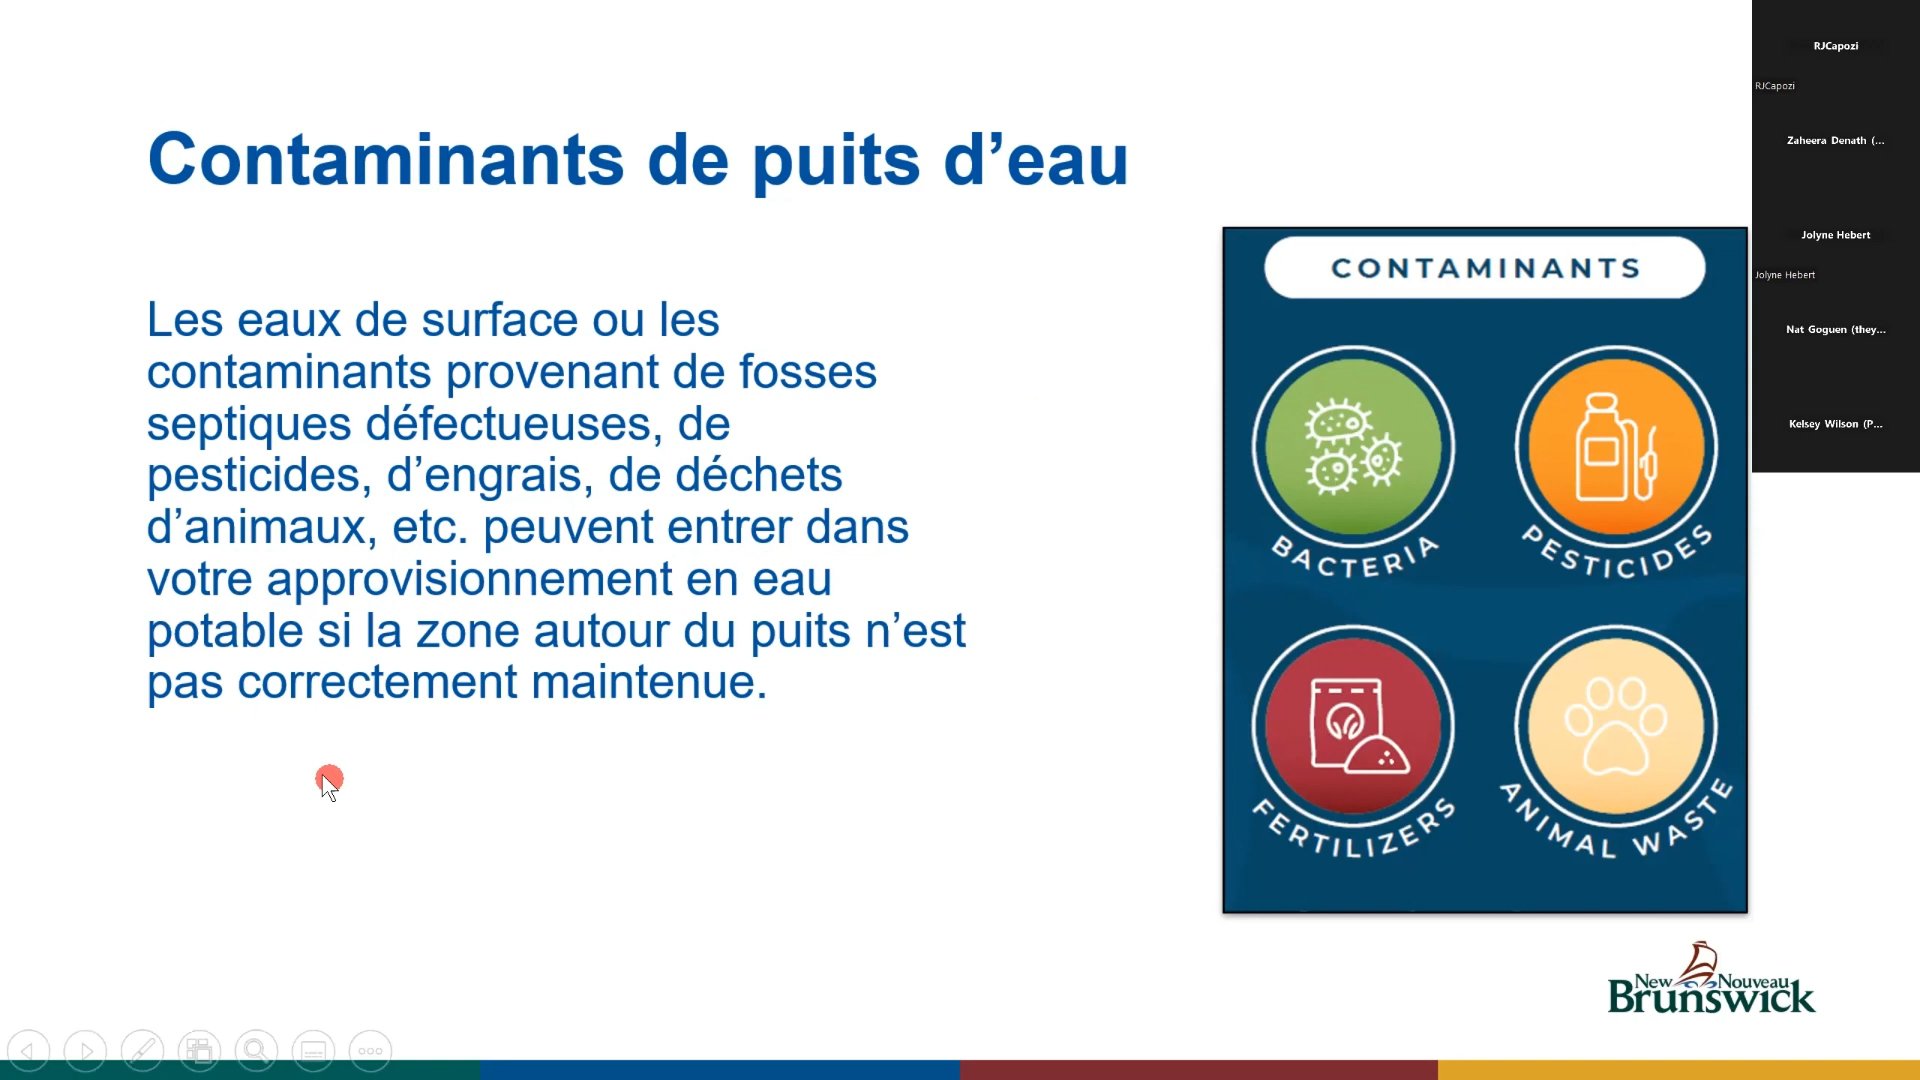 Contaminants de puits d’eau
Les eaux de surface ou les
contaminants provenant de fosses
septiques défectueuses, de
pesticides, d’engrais, de déchets
d’animaux, etc. peuvent entrer dans
votre approvisionnement en eau
potable si la zone autour du puits n’est
pas correctement maintenue.
CONTAMINANTS
BACTERIA
PESTICIDES
FERTILIZERS
ANIMAL WASTE
New Nouveau
Brunswick
RJCapozi
RJCapozi
Zaheera Denath (...
Jolyne Hebert
Jolyne Hebert
Nat Goguen (they...
Kelsey Wilson (P...